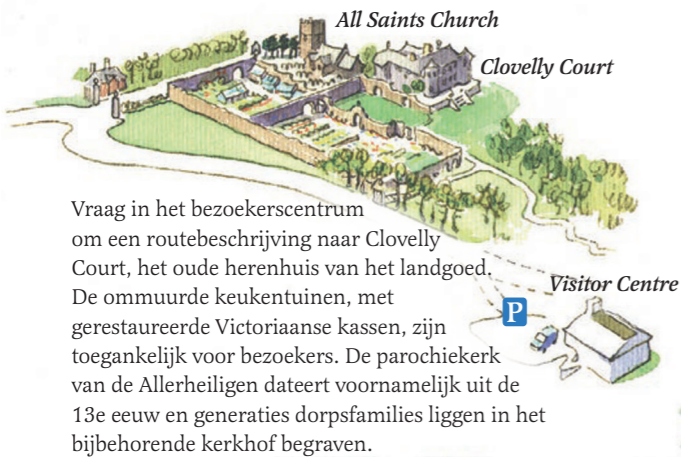 All Saints Church
Clovelly Court
Vraag in het bezoekerscentrum
om een routebeschrijving naar Clovelly
Court, het oude herenhuis van het landgoed.
De ommuurde keukentuinen, met
gerestaureerde Victoriaanse kassen, zijn
toegankelijk voor bezoekers. De parochiekerk
van de Allerheiligen dateert voornamelijk uit de
13e eeuw en generaties dorpsfamilies liggen in het
bijbehorende kerkhof begraven.
Visitor Centre
P